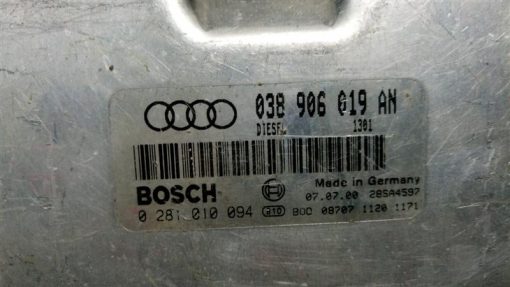 038 906 019 AN
DIESEL 1301
BOSCH Made in Germany
07.07.00 28SA4597
0 281 010 094 d10 BOC 08707 1120 1171